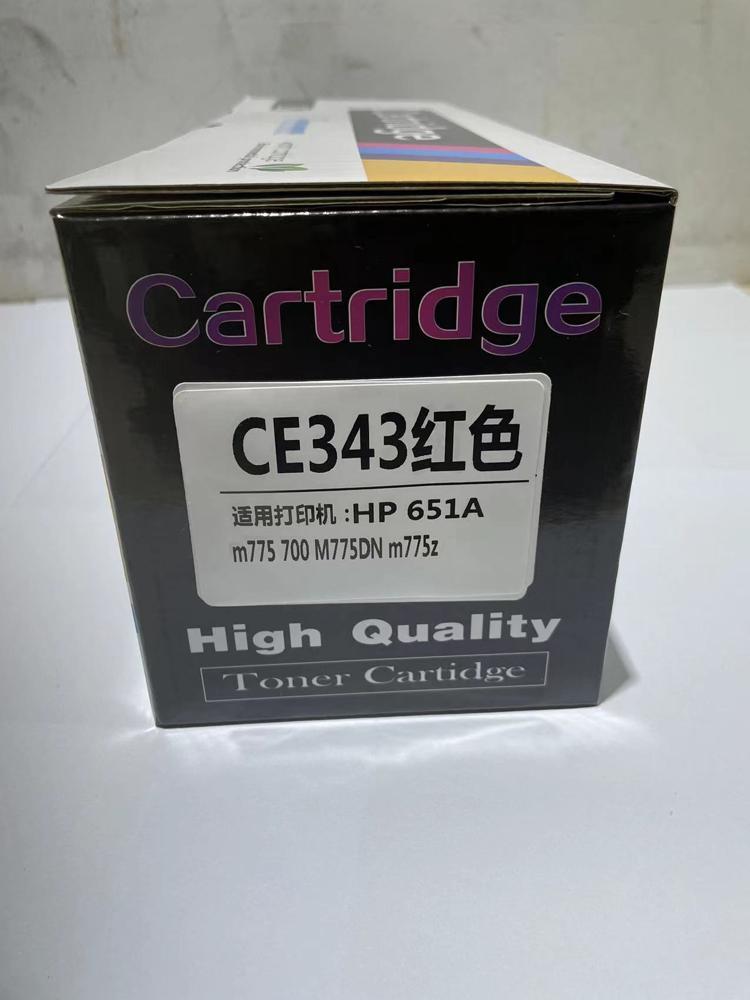 Cartridge
CE343红色
适用打印机 :HP 651A
m775 700 M775DN m775z
High Quality
Toner Cartidge